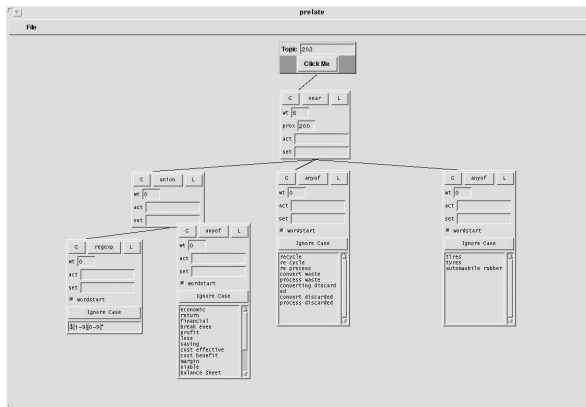 prelate
File
Topic 203
Click Me
C near L
wt 5
prox 200
act
set
C union L
wt 0
act
set
C anyof L
wt 0
act
set
wordstart
Ignore Case
recycle
re cycle
re process
convert waste
process waste
converting discard
ed
convert discarded
process discarded
C anyof L
wt 0
act
set
wordstart
Ignore Case
tires
tyres
automobile rubber
C regexp L
wt 0
act
set
wordstart
Ignore Case
$[1-9][0-9]*
C anyof L
wt 0
act
set
wordstart
Ignore Case
economic
return
financial
break even
profit
loss
saving
cost effective
cost benefit
margin
viable
balance sheet